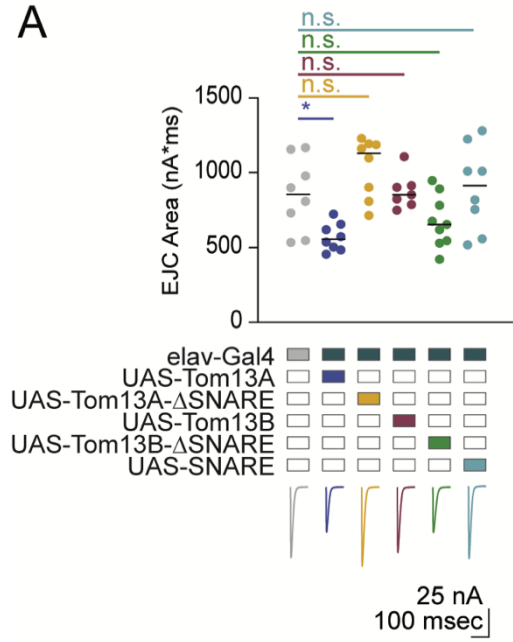 A
n.s.
n.s.
n.s.
n.s.
*
1500
1000
500
0
EJC Area (nA*ms)
elav-Gal4
UAS-Tom13A
UAS-Tom13A-ΔSNARE
UAS-Tom13B
UAS-Tom13B-ΔSNARE
UAS-SNARE
25 nA
100 msec